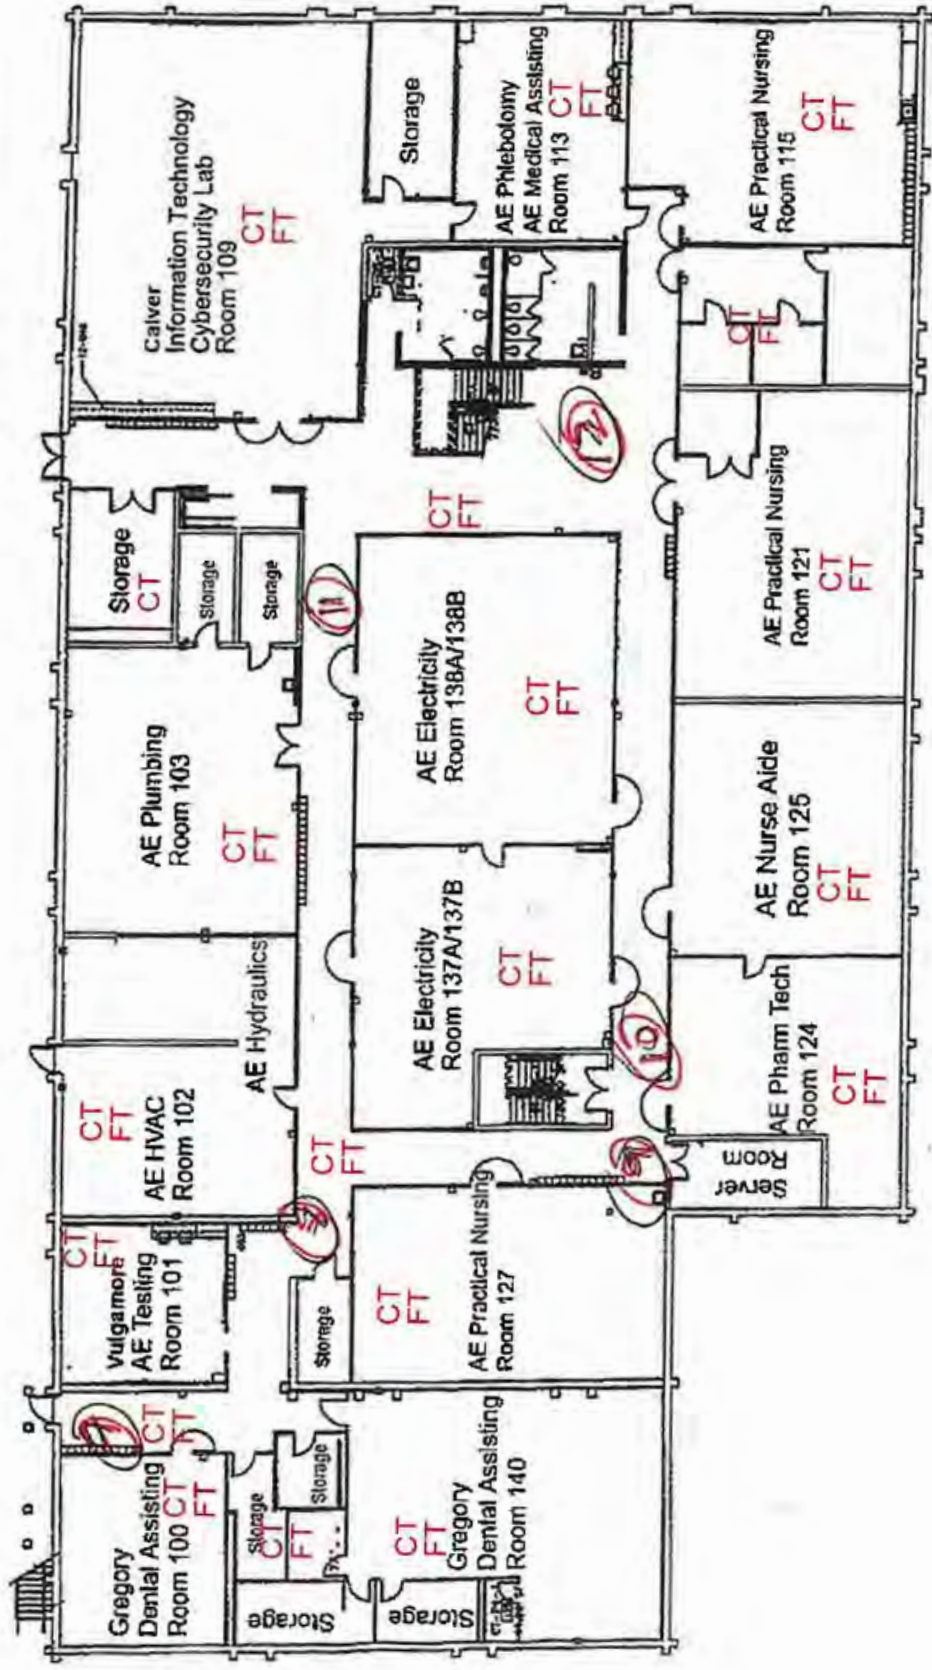 Gregory
Dental Assisting
Room 100
CT
FT
CT
FT
Vulgamore
AE Testing
Room 101
CT
FT
AE HVAC
Room 102
CT
FT
AE Hydraulics
AE Plumbing
Room 103
CT
FT
Storage
CT
Storage
Storage
Calver
Information Technology
Cybersecurity Lab
Room 109
CT
FT
Storage
AE Phlebotomy
AE Medical Assisting
Room 113
CT
FT
AE Practical Nursing
Room 115
CT
FT
CT
FT
Storage
CT
FT
Storage
Storage
Storage
Gregory
Dental Assisting
Room 140
CT
FT
Storage
AE Practical Nursing
Room 127
CT
FT
CT
FT
AE Electricity
Room 137A/137B
CT
FT
AE Electricity
Room 138A/138B
CT
FT
CT
FT
11
10
12
Server
Room
AE Pharm Tech
Room 124
CT
FT
AE Nurse Aide
Room 125
CT
FT
AE Practical Nursing
Room 121
CT
FT